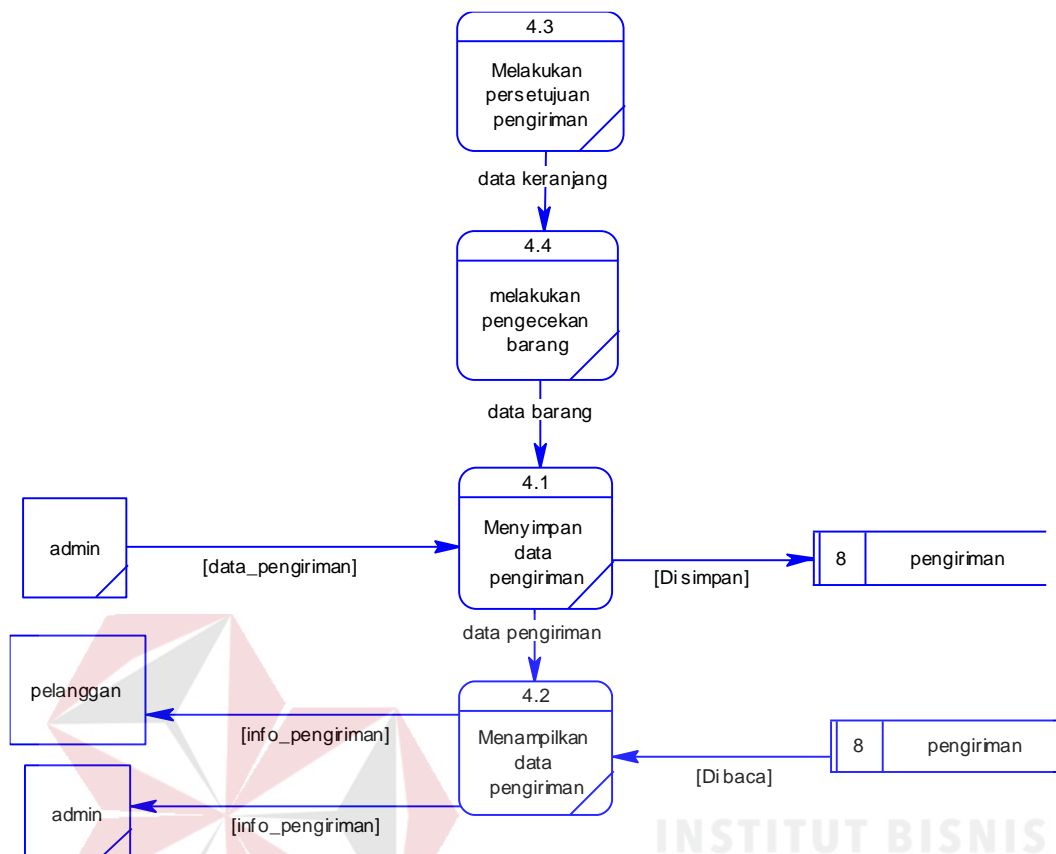 4.3
Melakukan
persetujuan
pengiriman
data keranjang
4.4
melakukan
pengecekan
barang
data barang
4.1
Menyimpan
data
pengiriman
admin
[data_pengiriman]
[Disimpan]
8
pengiriman
data pengiriman
pelanggan
[info_pengiriman]
4.2
Menampilkan
data
pengiriman
[Dibaca]
8
pengiriman
admin
[info_pengiriman]
INSTITUT BISNIS